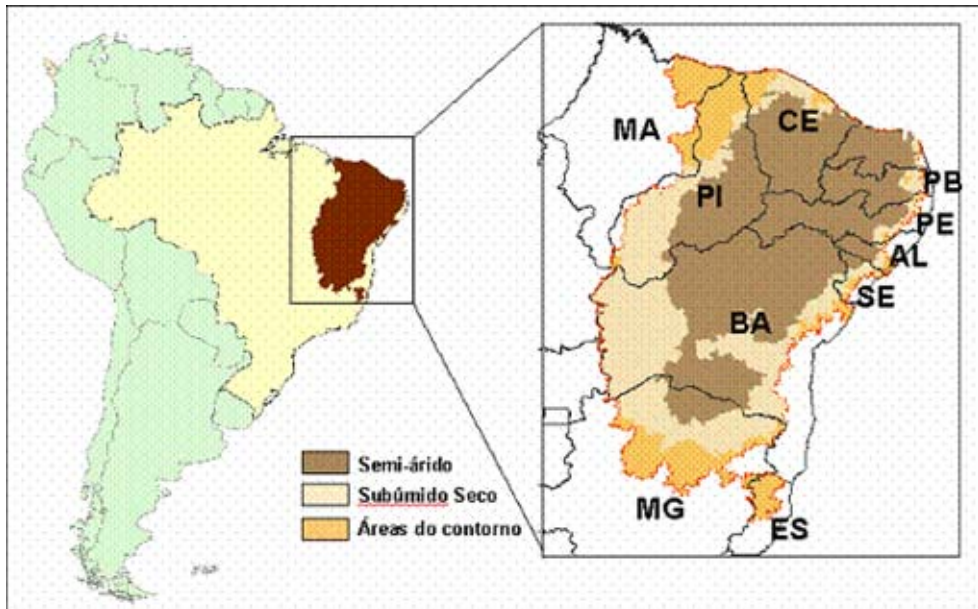 MA
CE
PI
PB
PE
AL
SE
BA
MG
ES
Semi-árido
Subúmido Seco
Áreas do contorno